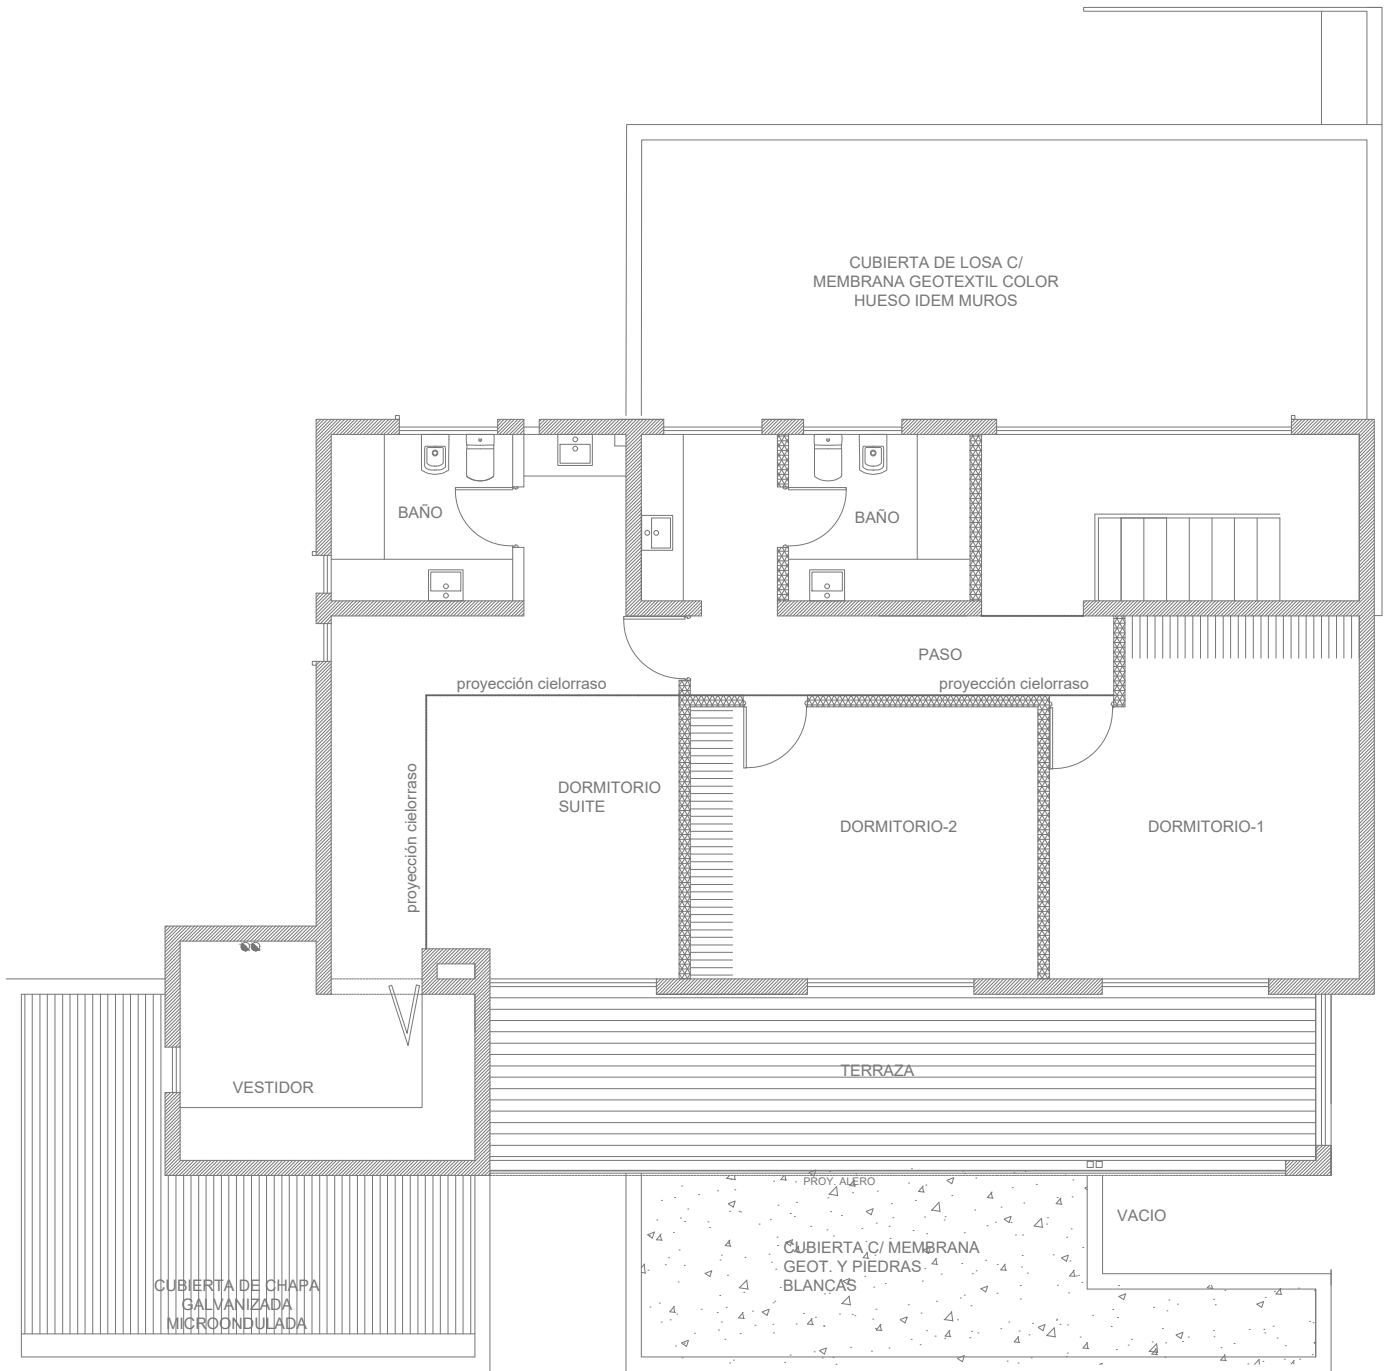 CUBIERTA DE LOSA C/
MEMBRANA GEOTEXTIL COLOR
HUESO IDEM MUROS
BAÑO
BAÑO
PASO
proyección cielorraso
proyección cielorraso
proyección cielorraso
DORMITORIO
SUITE
DORMITORIO-2
DORMITORIO-1
VESTIDOR
TERRAZA
PROY. ALERO
VACIO
CUBIERTA C/ MEMBRANA
GEOT. Y PIEDRAS
BLANCAS
CUBIERTA DE CHAPA
GALVANIZADA
MICROONDULADA